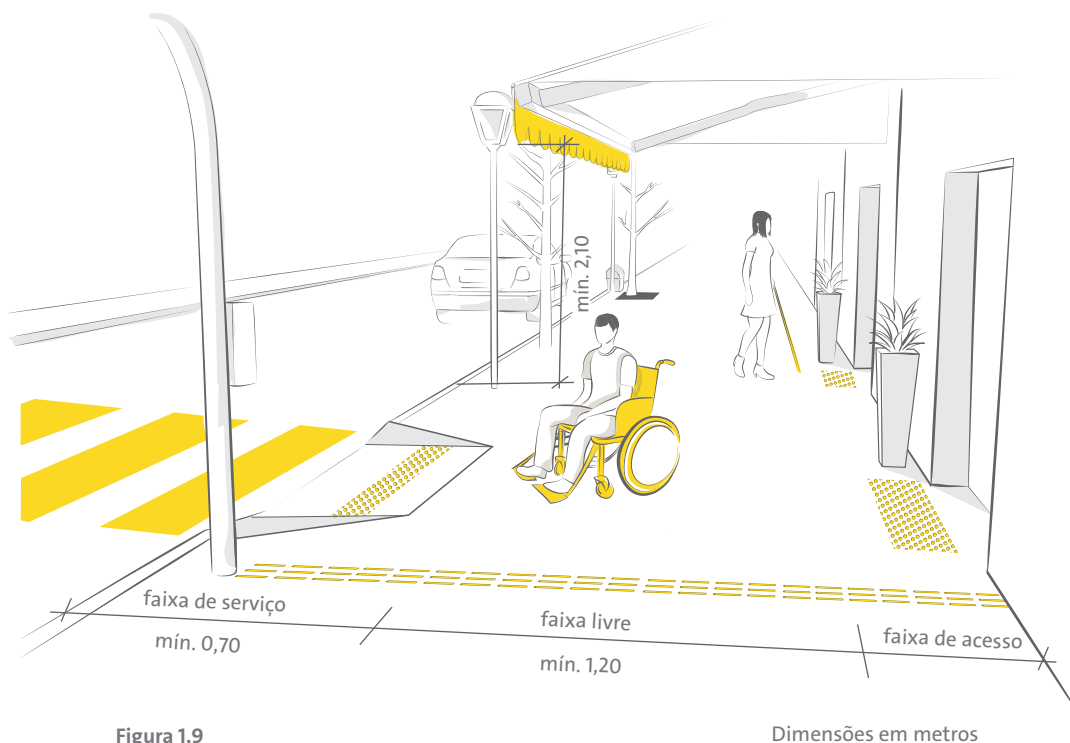 mín. 2,10
faixa de serviço
faixa livre
faixa de acesso
mín. 0,70
mín. 1,20
Figura 1.9
Dimensões em metros